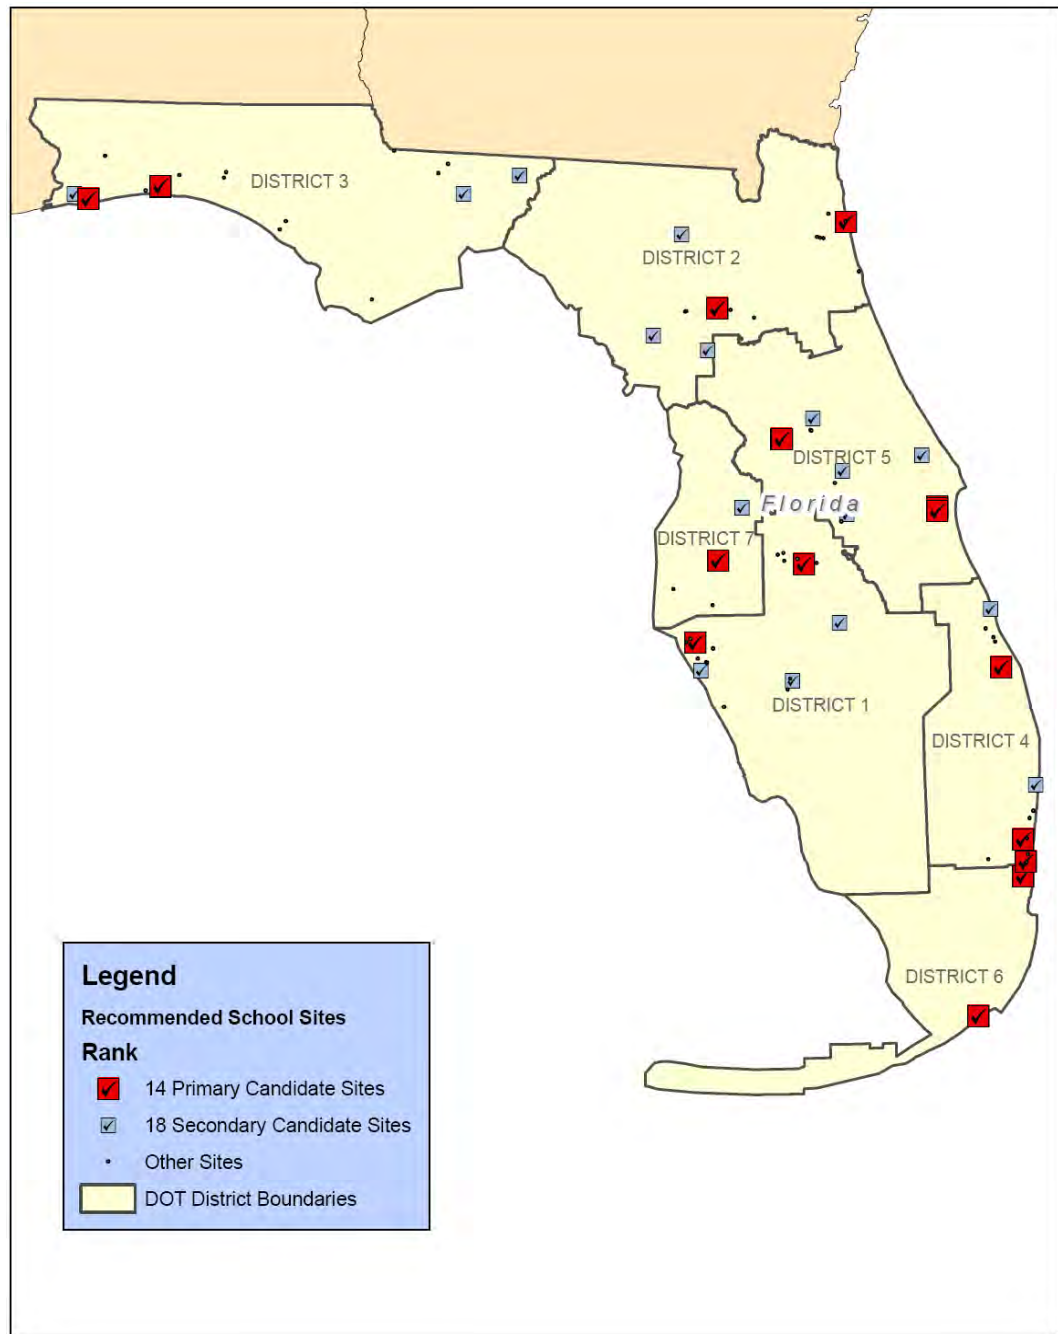 DISTRICT 3
DISTRICT 2
DISTRICT 5
Florida
DISTRICT 7
DISTRICT 1
DISTRICT 4
DISTRICT 6
Legend
Recommended School Sites
Rank
14 Primary Candidate Sites
18 Secondary Candidate Sites
Other Sites
DOT District Boundaries